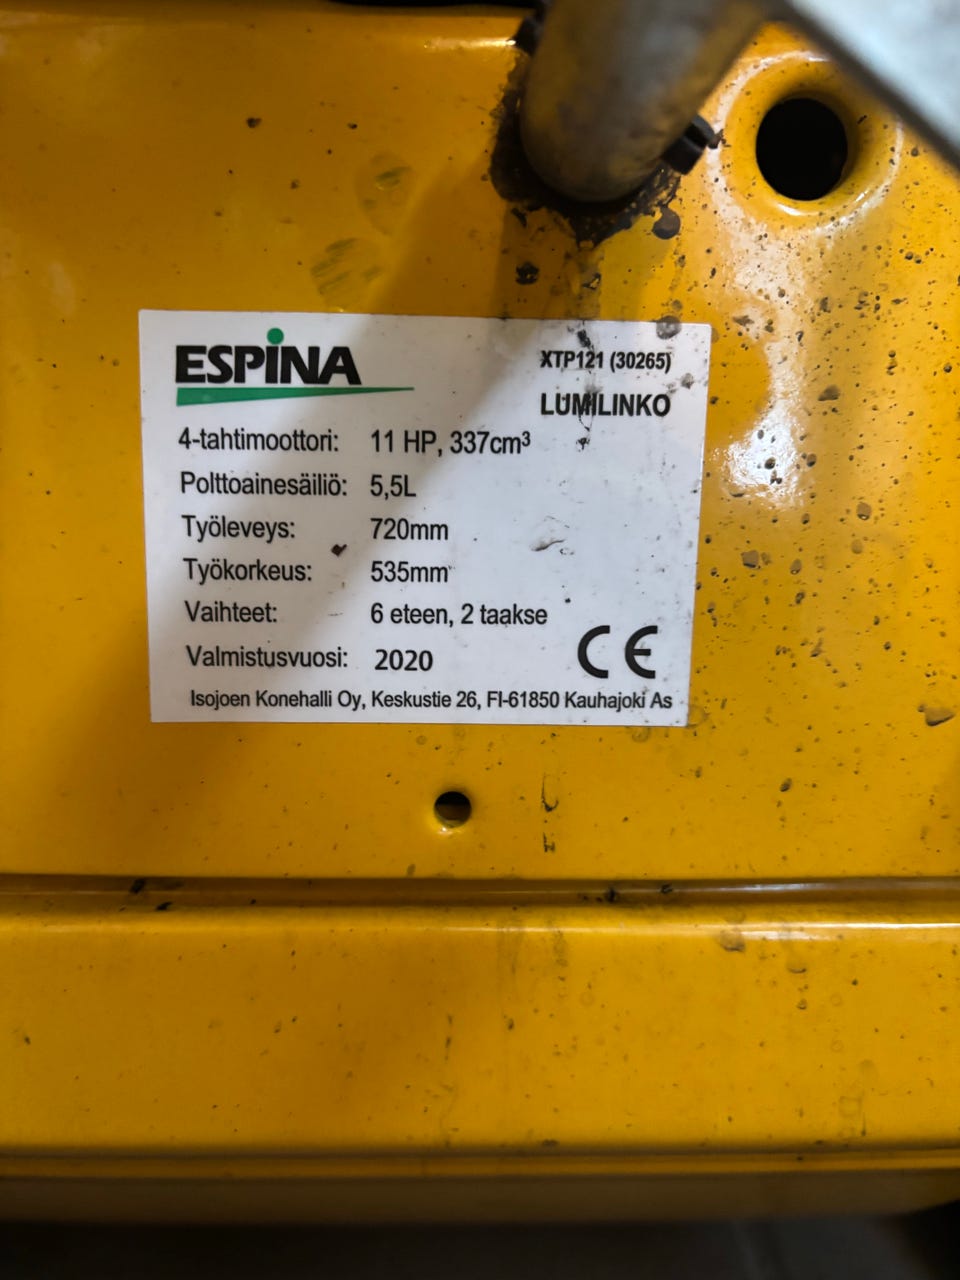 ESPINA
XTP121 (30265)
LUMILINKO
4-tahtimoottori: 11 HP, 337cm³
Polttoainesäiliö: 5,5L
Työleveys: 720mm
Työkorkeus: 535mm
Vaihteet: 6 eteen, 2 taakse
Valmistusvuosi: 2020
CE
Isojoen Konehalli Oy, Keskustie 26, FI-61850 Kauhajoki As